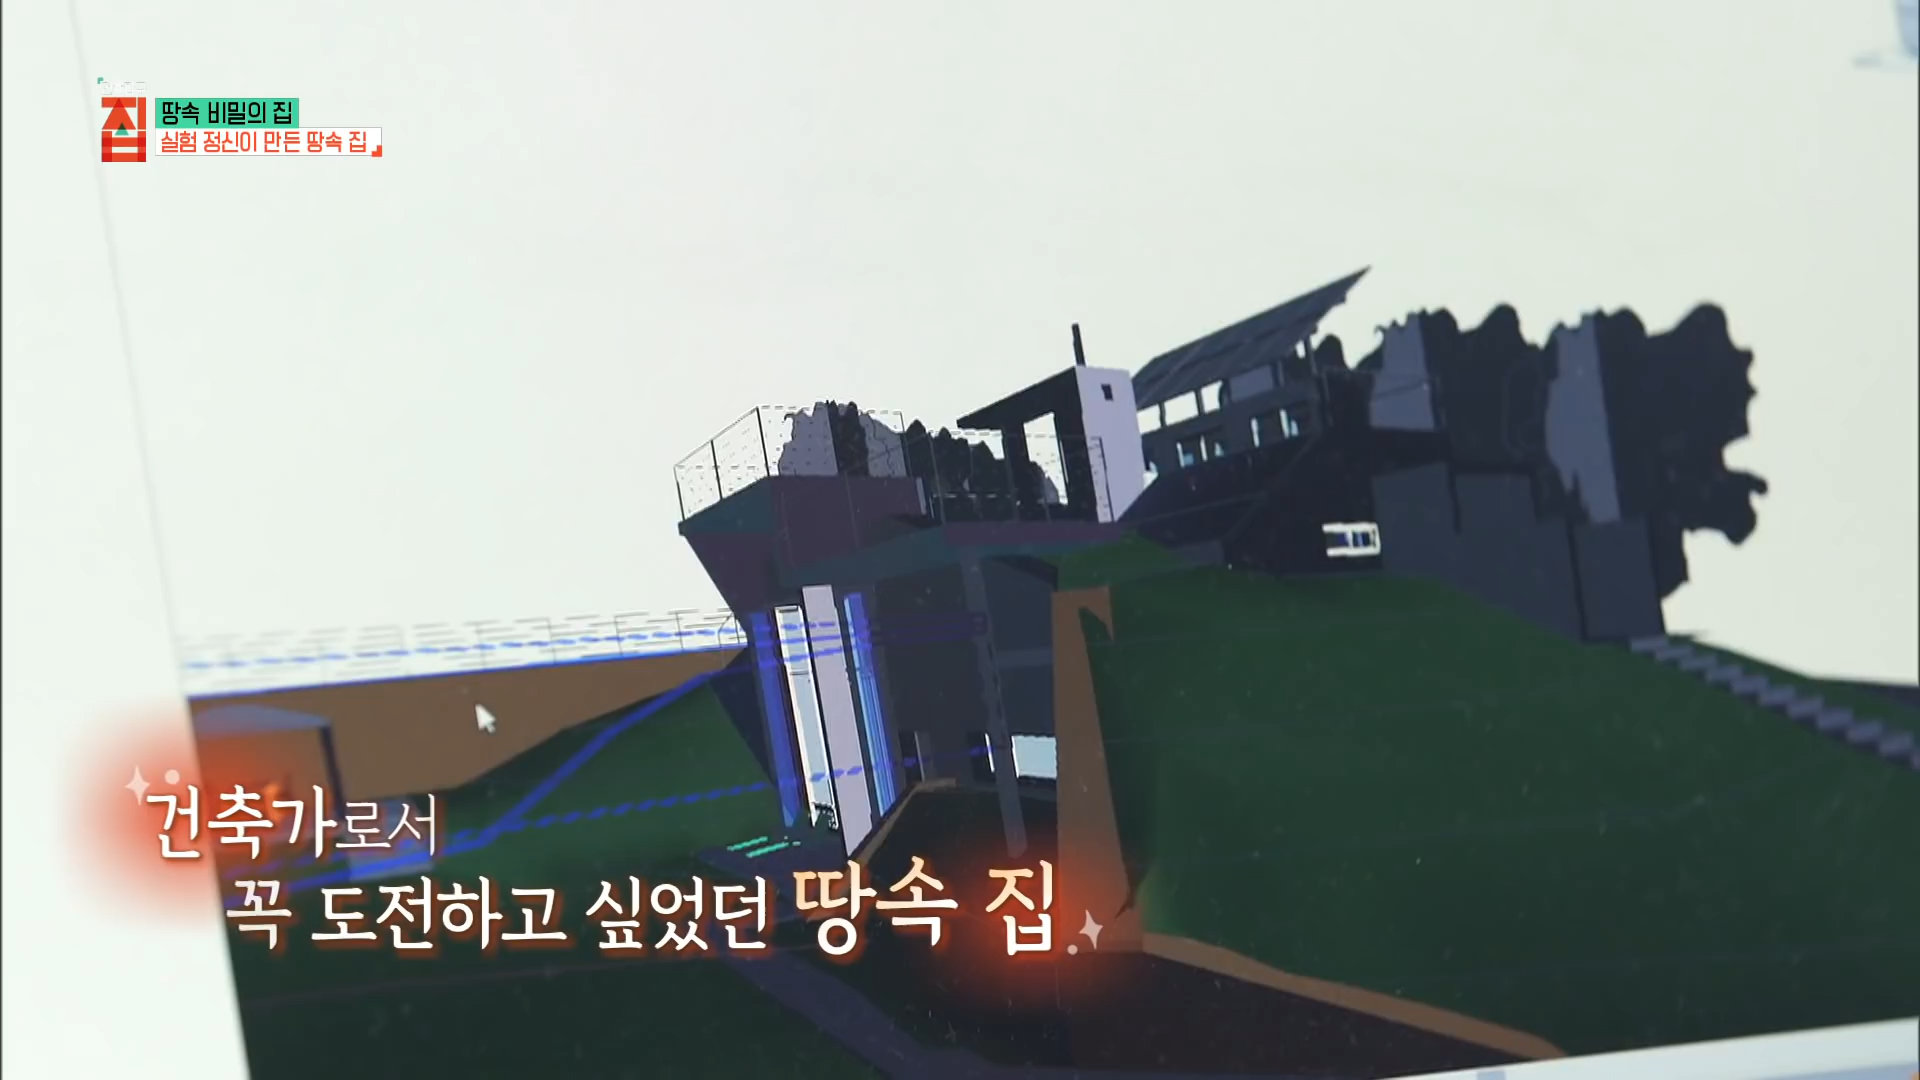 집
땅속 비밀의 집
실험 정신이 만든 땅속 집
건축가로서
꼭 도전하고 싶었던 땅속 집